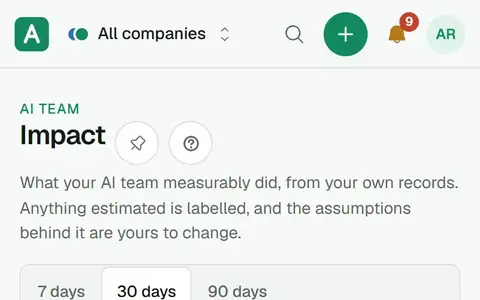 A
All companies
9
AR
AI TEAM
Impact
What your AI team measurably did, from your own records.
Anything estimated is labelled, and the assumptions
behind it are yours to change.
7 days 30 days 90 days